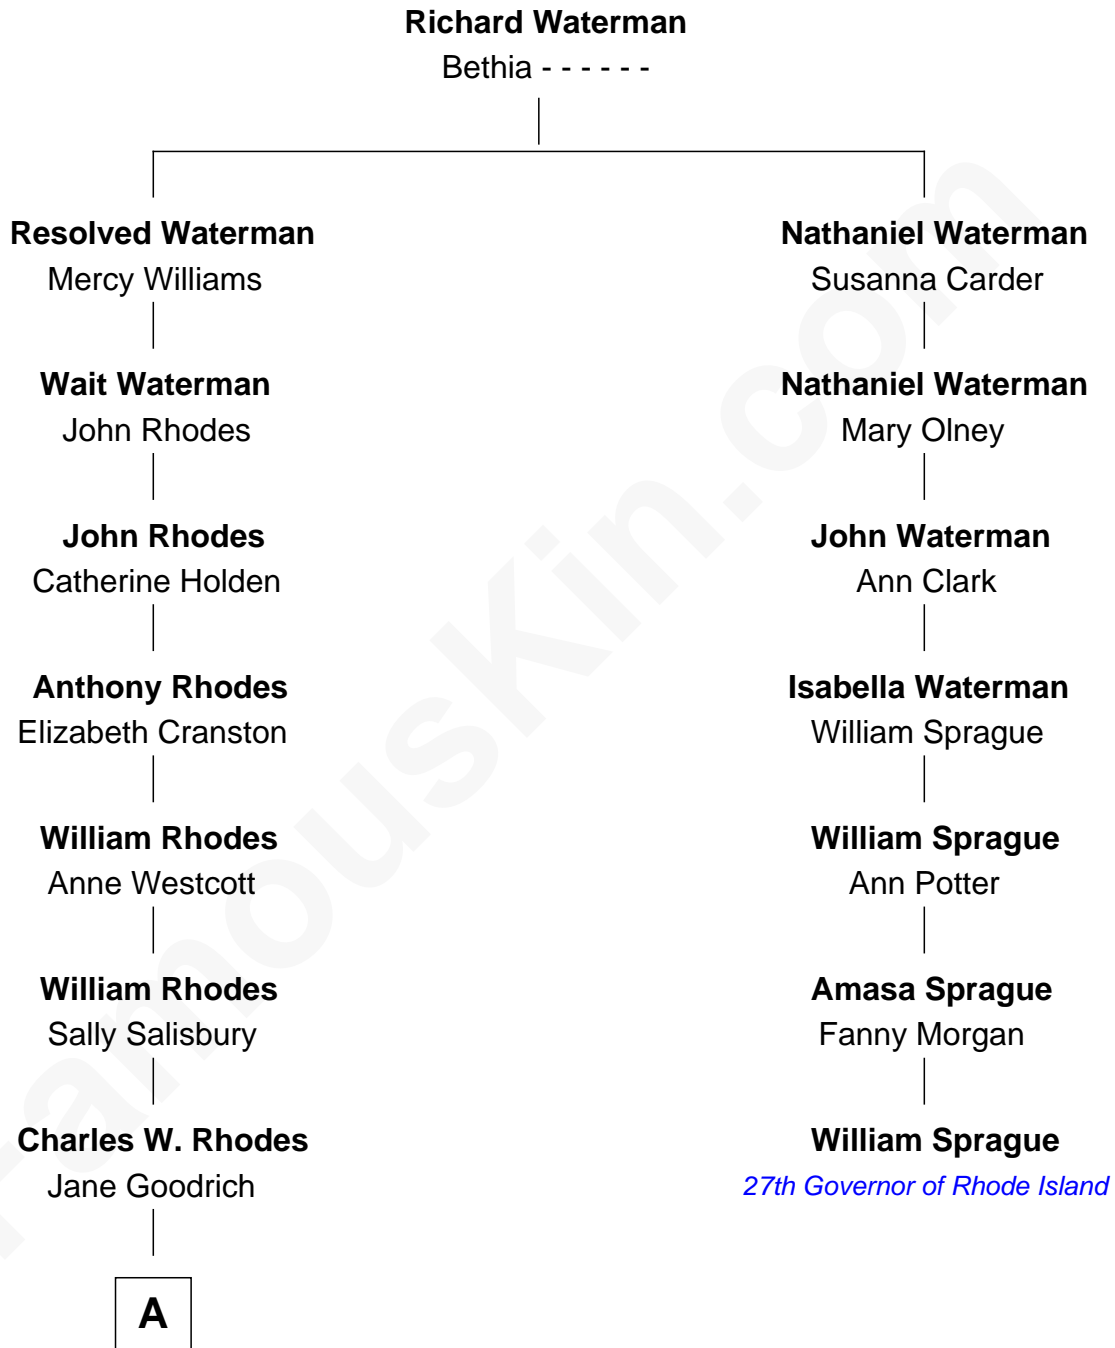 Richard Waterman
Bethia - - - - - -
Resolved Waterman
Mercy Williams
Wait Waterman
John Rhodes
John Rhodes
Catherine Holden
Anthony Rhodes
Elizabeth Cranston
William Rhodes
Anne Westcott
William Rhodes
Sally Salisbury
Charles W. Rhodes
Jane Goodrich
A
Nathaniel Waterman
Susanna Carder
Nathaniel Waterman
Mary Olney
John Waterman
Ann Clark
Isabella Waterman
William Sprague
William Sprague
Ann Potter
Amasa Sprague
Fanny Morgan
William Sprague
27th Governor of Rhode Island
FamousKin.com